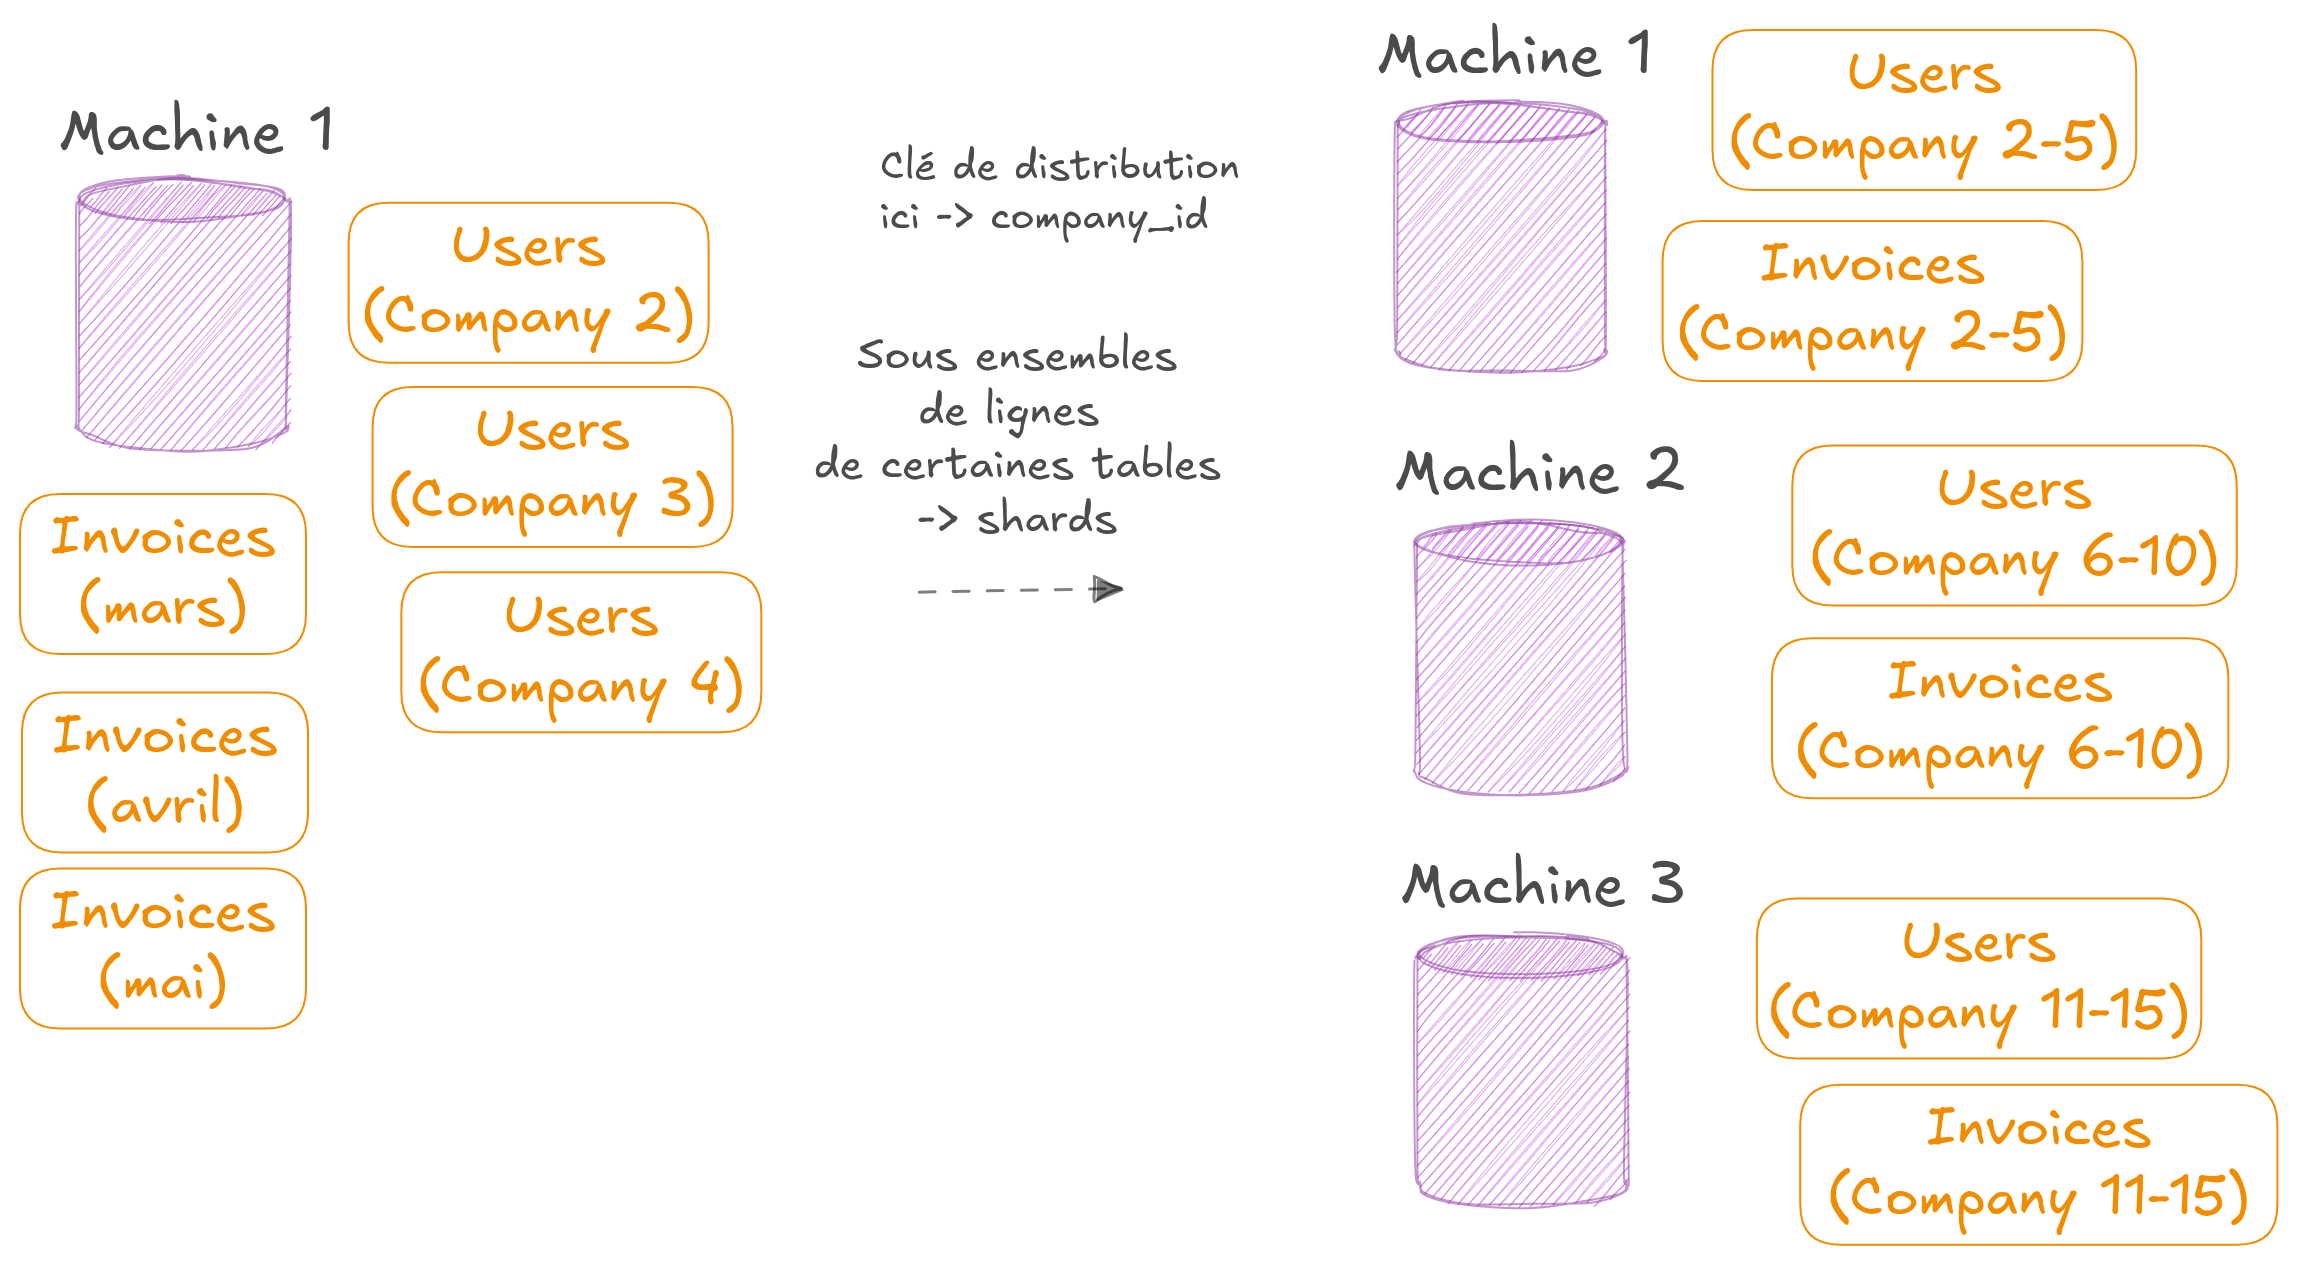 Machine 1
Users
(Company 2)
Users
(Company 3)
Users
(Company 4)
Invoices
(mars)
Invoices
(avril)
Invoices
(mai)
Clé de distribution
ici -> company_id
Sous ensembles
de lignes
de certaines tables
-> shards
Machine 1
Users
(Company 2-5)
Invoices
(Company 2-5)
Machine 2
Users
(Company 6-10)
Invoices
(Company 6-10)
Machine 3
Users
(Company 11-15)
Invoices
(Company 11-15)